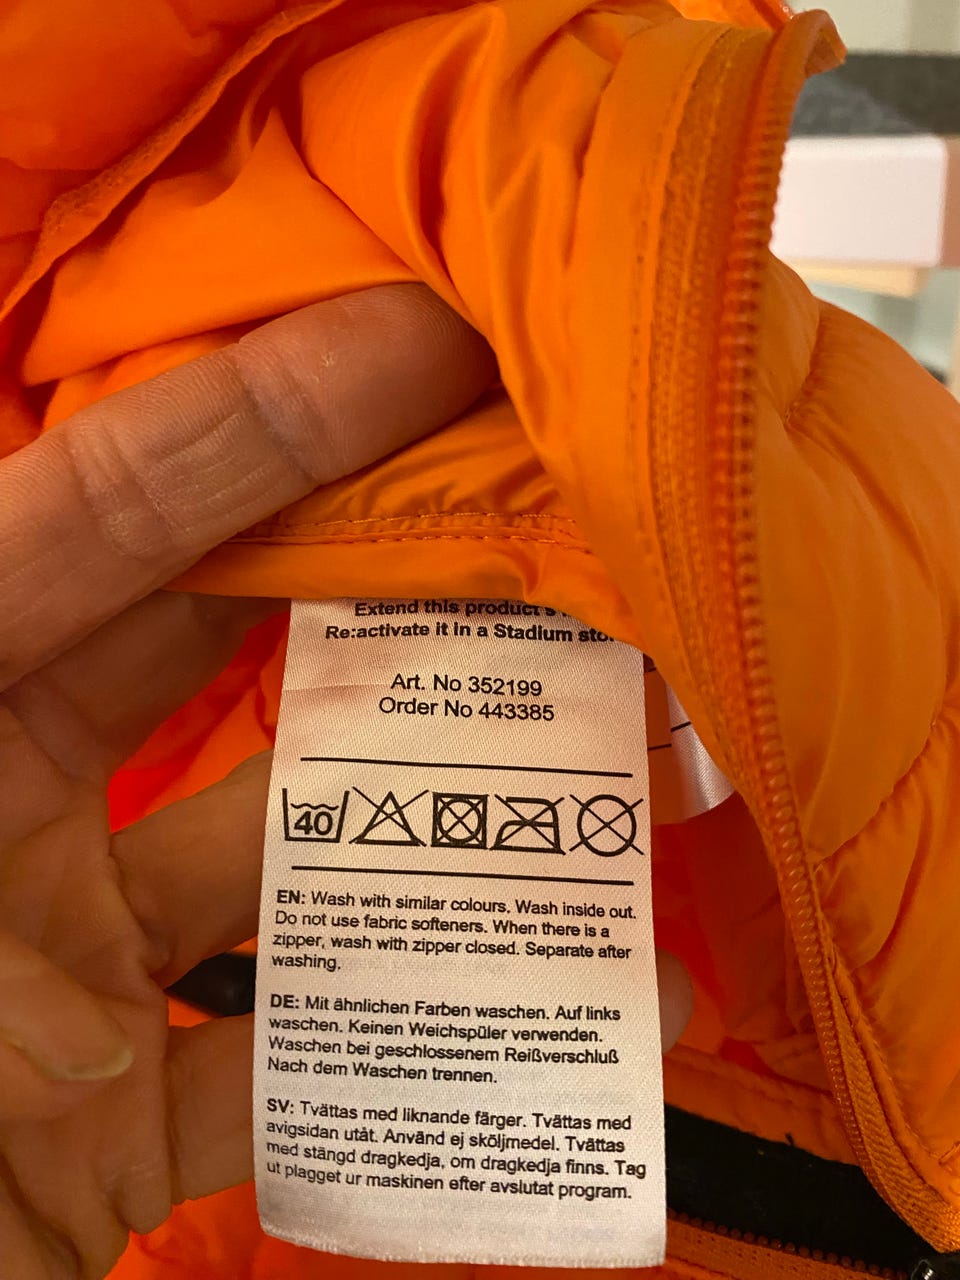 Extend this product's
Re:activate it in a Stadium
Art. No 352199
Order No 443385
40
EN: Wash with similar colours. Wash inside out.
Do not use fabric softeners. When there is a
zipper, wash with zipper closed. Separate after
washing.
DE: Mit ähnlichen Farben waschen. Auf links
waschen. Keinen Weichspüler verwenden.
Waschen bei geschlossenem Reißverschluß
Nach dem Waschen trennen.
SV: Tvättas med liknande färger. Tvättas med
avigsidan utåt. Använd ej sköljmedel. Tvättas
med stängd dragkedja, om dragkedja finns. Tag
ut plagget ur maskinen efter avslutat program.